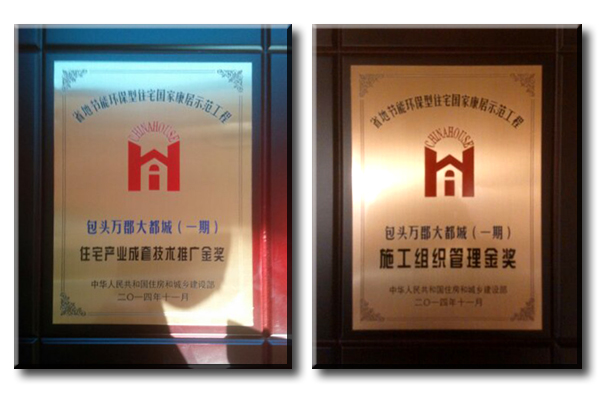 省地节能环保型住宅国家康居示范工程
CHINAHOUSE
包头万郡大都城（一期）
住宅产业成套技术推广金奖
中华人民共和国住房和城乡建设部
二〇一四年十一月
省地节能环保型住宅国家康居示范工程
CHINAHOUSE
包头万郡大都城（一期）
施工组织管理金奖
中华人民共和国住房和城乡建设部
二〇一四年十一月